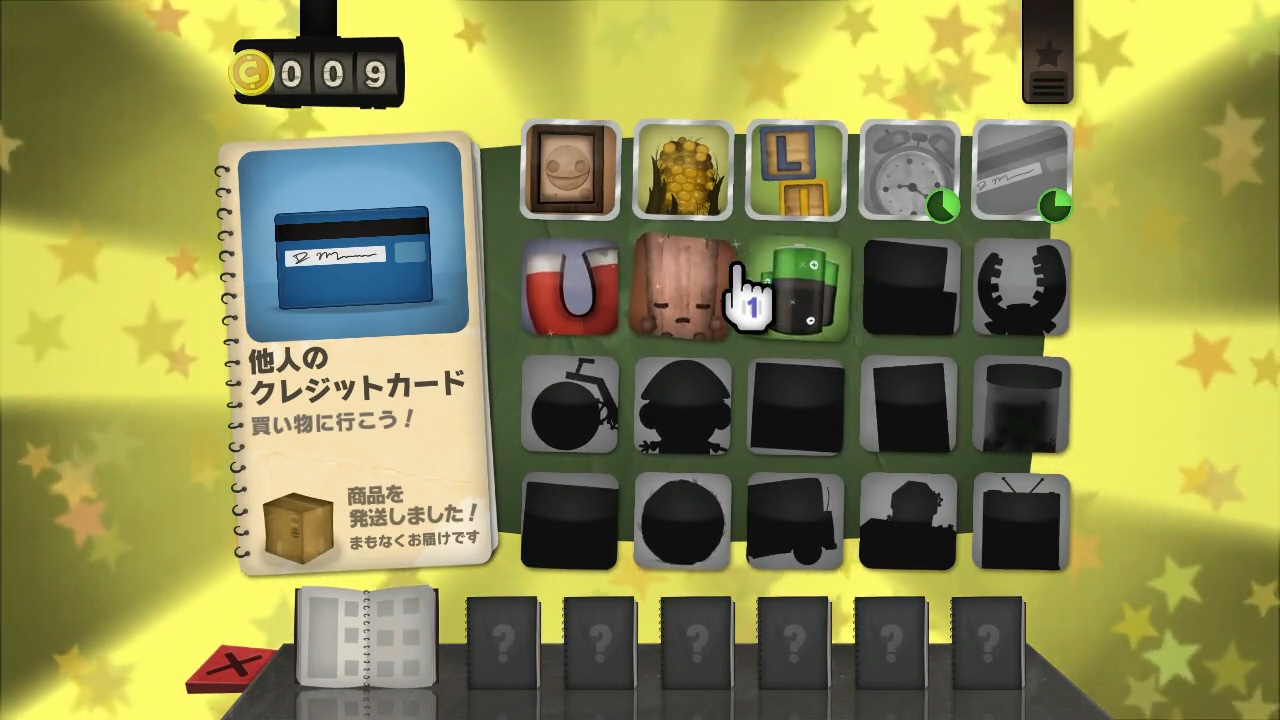 009
他人の
クレジットカード
買い物に行こう！
商品を
発送しました！
まもなくお届けです
L
T
1
? ? ? ? ? ?